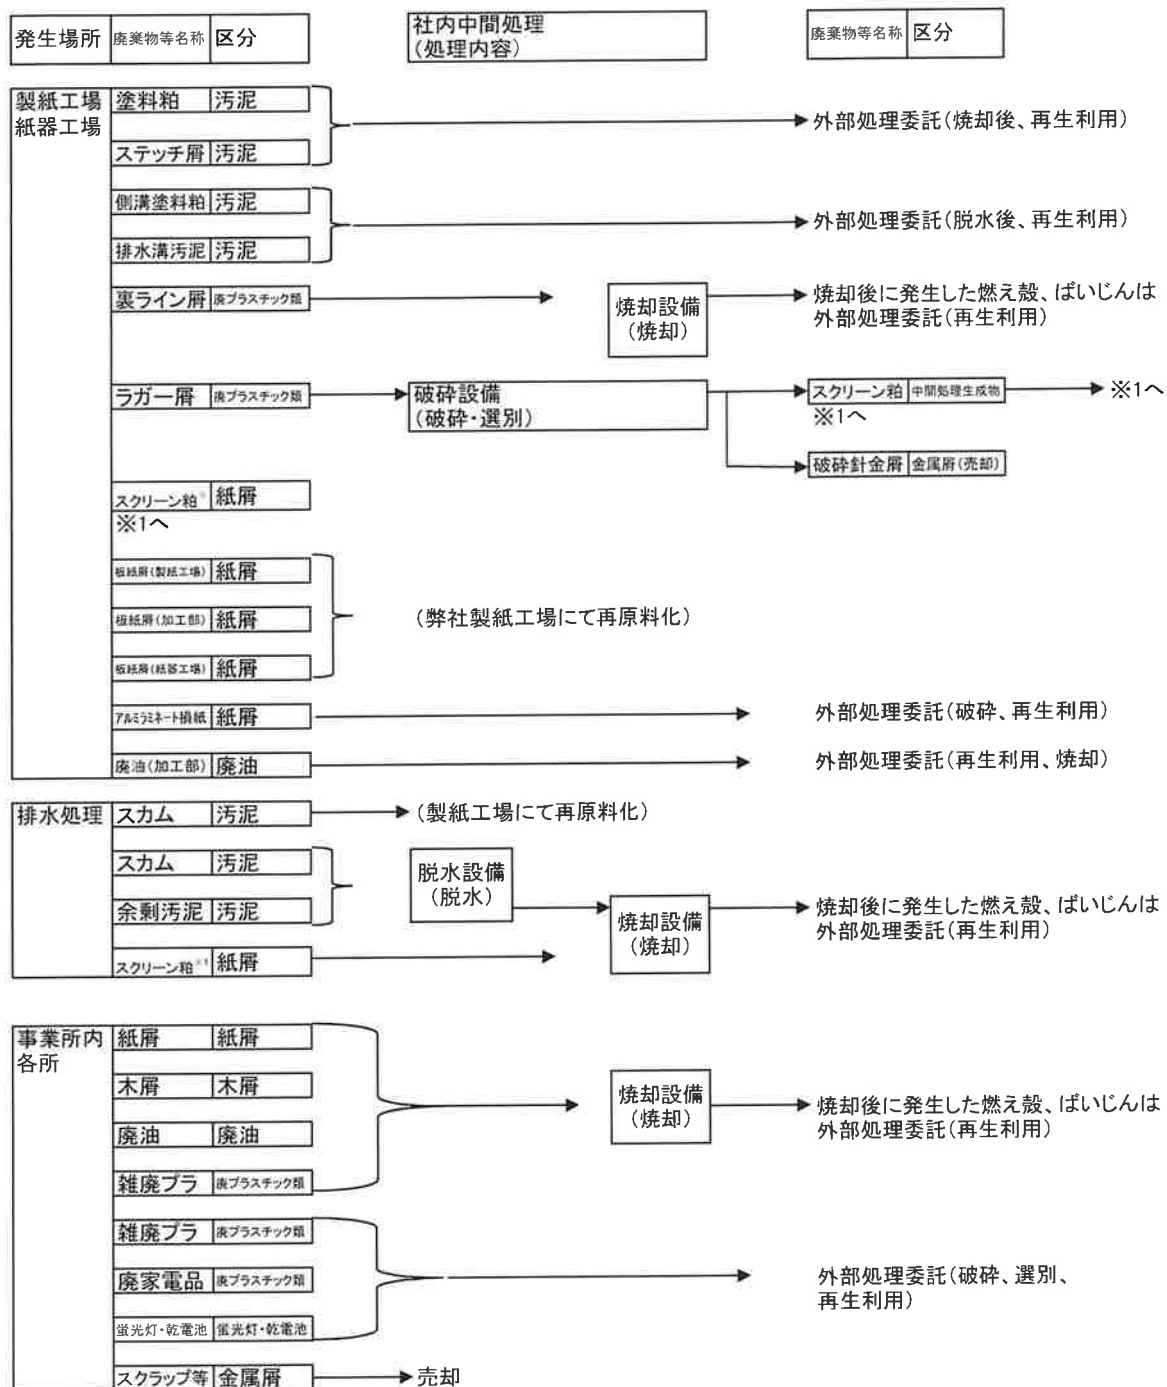 発生場所 廃棄物等名称 区分 社内中間処理 廃棄物等名称 区分
(処理内容)
製紙工場 塗料粕 汚泥
紙器工場
外部処理委託(焼却後、再生利用)
ステッチ屑 汚泥
側溝塗料粕 汚泥
外部処理委託(脱水後、再生利用)
排水溝汚泥 汚泥
裏ライン屑 廃プラスチック類 焼却設備 焼却後に発生した燃え殻、ばいじんは
(焼却) 外部処理委託(再生利用)
ラガー屑 廃プラスチック類 破砕設備 スクリーン粕 中間処理生成物 ※1へ
(破砕・選別) ※1へ
破砕針金屑 金属屑(売却)
スクリーン粕 紙屑
※1へ
板紙屑(製紙工場) 紙屑
板紙屑(加工部) 紙屑 (弊社製紙工場にて再原料化)
板紙屑(紙器工場) 紙屑
アルミラミネート損紙 紙屑 外部処理委託(破砕、再生利用)
廃油(加工部) 廃油 外部処理委託(再生利用、焼却)
排水処理 スカム 汚泥 (製紙工場にて再原料化)
スカム 汚泥 脱水設備
(脱水)
余剰汚泥 汚泥 焼却設備 焼却後に発生した燃え殻、ばいじんは
(焼却) 外部処理委託(再生利用)
スクリーン粕※1 紙屑
事業所内 紙屑 紙屑
各所
木屑 木屑 焼却設備 焼却後に発生した燃え殻、ばいじんは
(焼却) 外部処理委託(再生利用)
廃油 廃油
雑廃プラ 廃プラスチック類
雑廃プラ 廃プラスチック類
廃家電品 廃プラスチック類 外部処理委託(破砕、選別、
再生利用)
蛍光灯・乾電池 蛍光灯・乾電池
スクラップ等 金属屑 売却